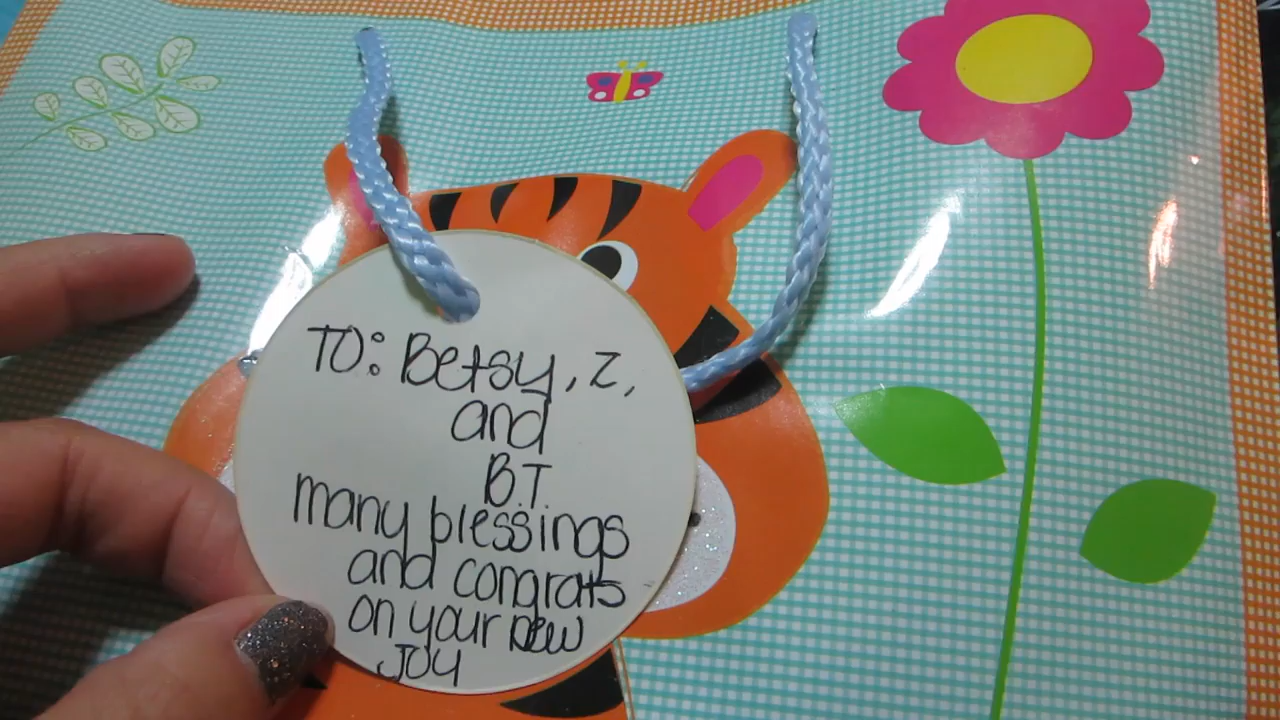 TO: Betsy, Z,
and
B.T.
many blessings
and congrats
on your new
JOY